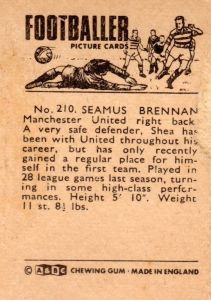 FOOTBALLER
PICTURE CARDS
No. 210. SEAMUS BRENNAN
Manchester United right back.
A very safe defender, Shea has
been with United throughout his
career, but has only recently
gained a regular place for him-
self in the first team. Played in
28 league games last season, turn-
ing in some high-class perfor-
mances. Height 5' 10". Weight
11 st. 8½ lbs.
© A&BC CHEWING GUM · MADE IN ENGLAND